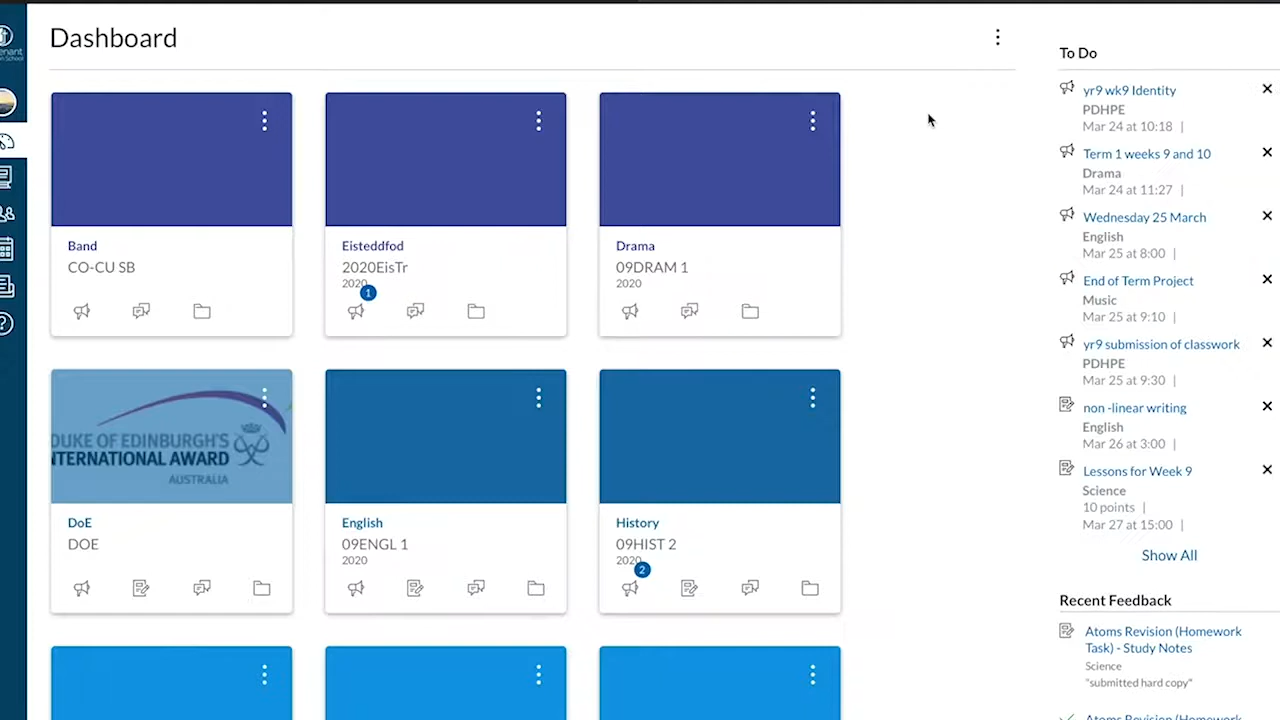 enant
n School
Dashboard
Band
CO-CU SB
Eisteddfod
2020EisTr
2020
1
Drama
09DRAM 1
2020
DUKE OF EDINBURGH'S
INTERNATIONAL AWARD
AUSTRALIA
DoE
DOE
English
09ENGL 1
2020
History
09HIST 2
2020
2
To Do
yr9 wk9 Identity
PDHPE
Mar 24 at 10:18 |
Term 1 weeks 9 and 10
Drama
Mar 24 at 11:27 |
Wednesday 25 March
English
Mar 25 at 8:00 |
End of Term Project
Music
Mar 25 at 9:10 |
yr9 submission of classwork
PDHPE
Mar 25 at 9:30 |
non -linear writing
English
Mar 26 at 3:00 |
Lessons for Week 9
Science
10 points |
Mar 27 at 15:00 |
Show All
Recent Feedback
Atoms Revision (Homework
Task) - Study Notes
Science
"submitted hard copy"
Atoms Revision (Homework